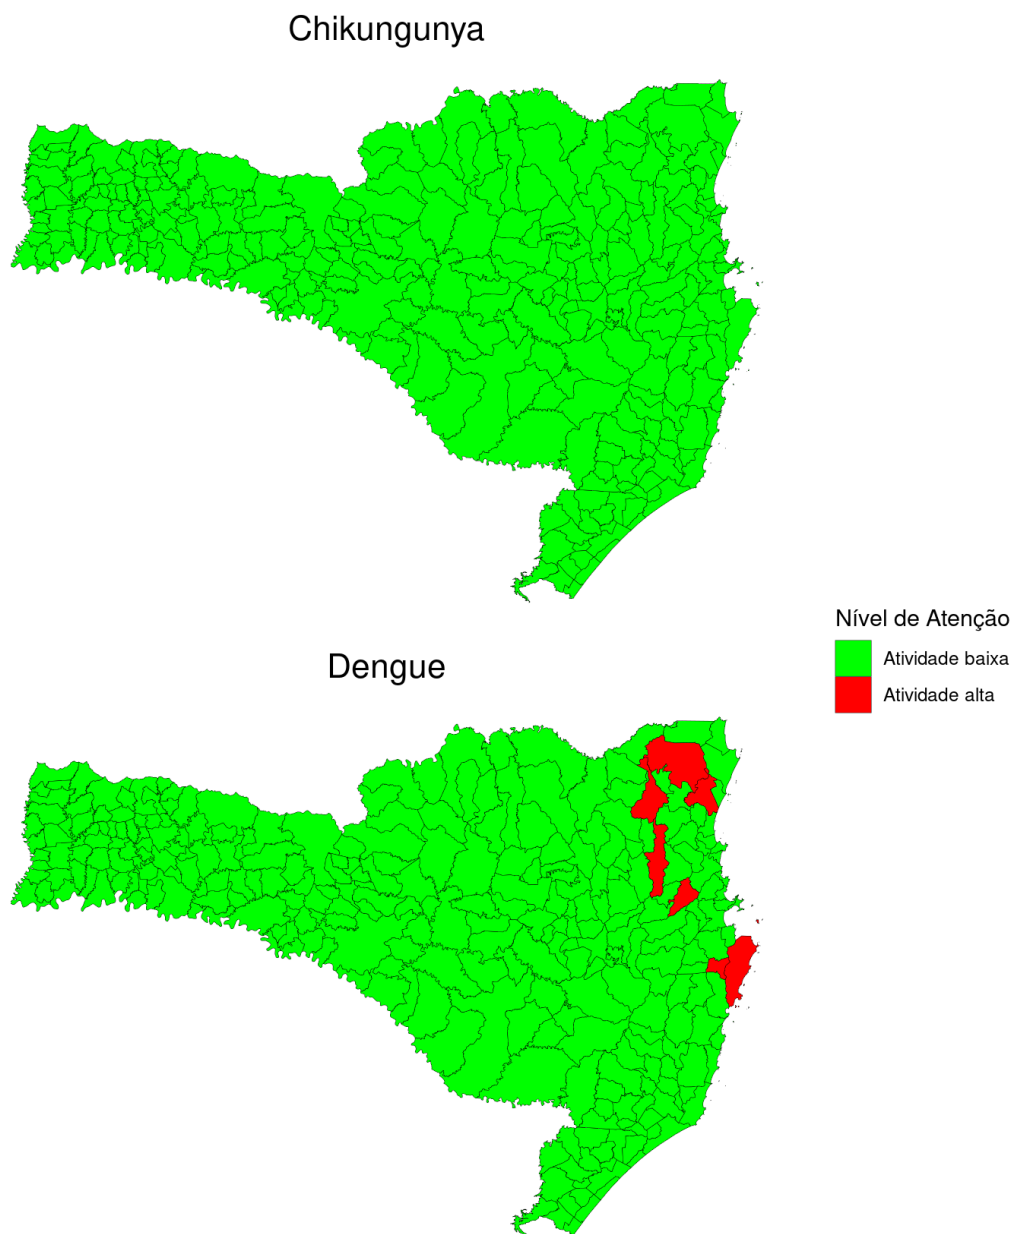 Chikungunya
Nível de Atenção
Atividade baixa
Atividade alta
Dengue